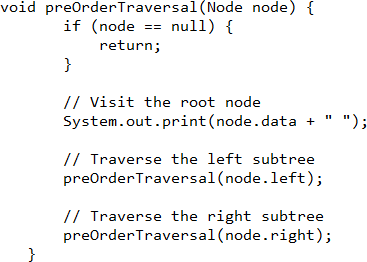 void preOrderTraversal(Node node) {
        if (node == null) {
            return;
        }

        // Visit the root node
        System.out.print(node.data + " ");

        // Traverse the left subtree
        preOrderTraversal(node.left);

        // Traverse the right subtree
        preOrderTraversal(node.right);
    }